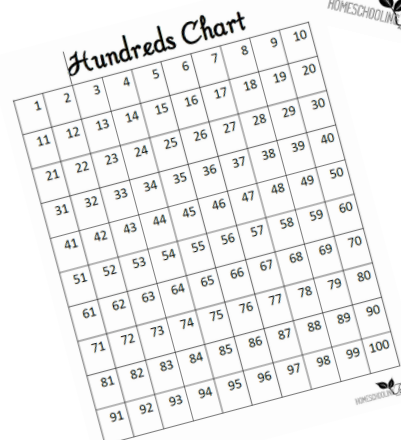 HOMESCHOOLING
Hundreds Chart
1 2 3 4 5 6 7 8 9 10
11 12 13 14 15 16 17 18 19 20
21 22 23 24 25 26 27 28 29 30
31 32 33 34 35 36 37 38 39 40
41 42 43 44 45 46 47 48 49 50
51 52 53 54 55 56 57 58 59 60
61 62 63 64 65 66 67 68 69 70
71 72 73 74 75 76 77 78 79 80
81 82 83 84 85 86 87 88 89 90
91 92 93 94 95 96 97 98 99 100
HOMESCHOOLING